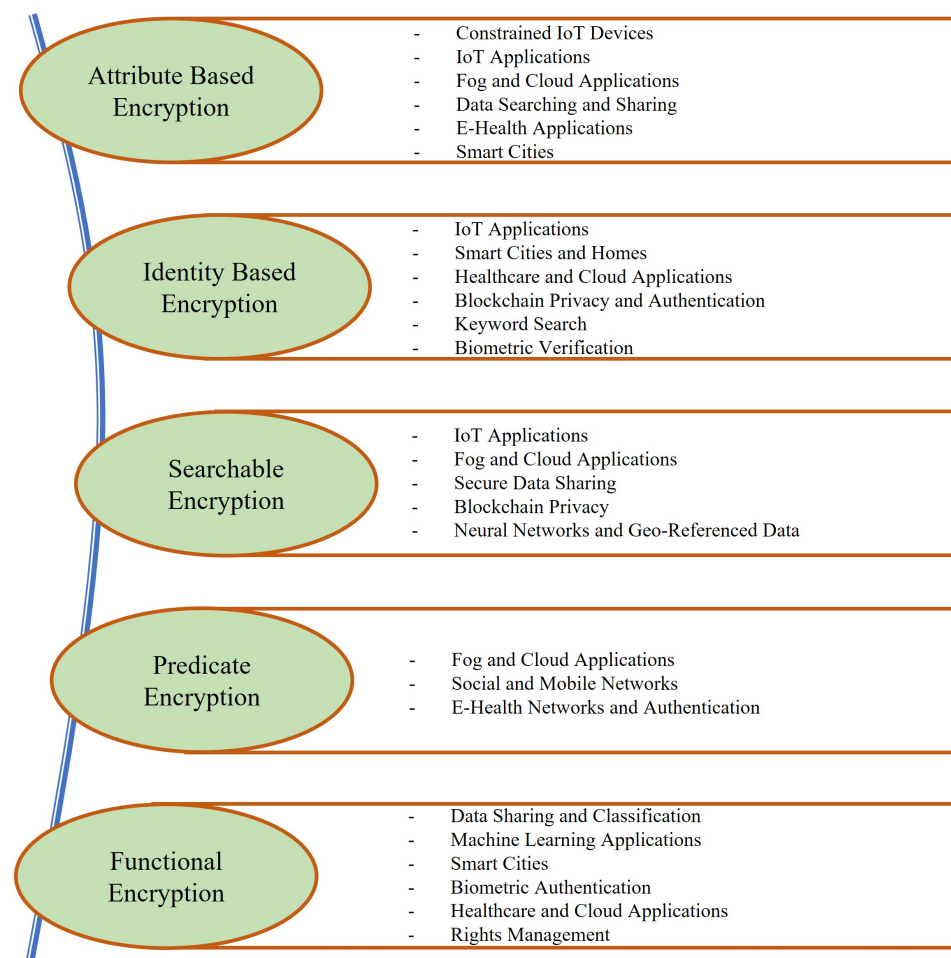 Attribute Based
Encryption
- Constrained IoT Devices
- IoT Applications
- Fog and Cloud Applications
- Data Searching and Sharing
- E-Health Applications
- Smart Cities
Identity Based
Encryption
- IoT Applications
- Smart Cities and Homes
- Healthcare and Cloud Applications
- Blockchain Privacy and Authentication
- Keyword Search
- Biometric Verification
Searchable
Encryption
- IoT Applications
- Fog and Cloud Applications
- Secure Data Sharing
- Blockchain Privacy
- Neural Networks and Geo-Referenced Data
Predicate
Encryption
- Fog and Cloud Applications
- Social and Mobile Networks
- E-Health Networks and Authentication
Functional
Encryption
- Data Sharing and Classification
- Machine Learning Applications
- Smart Cities
- Biometric Authentication
- Healthcare and Cloud Applications
- Rights Management